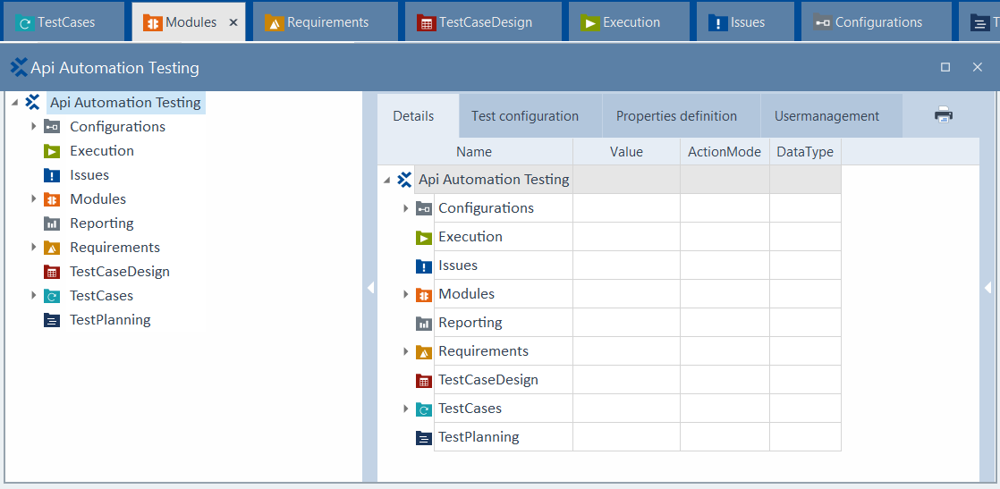 TestCases Modules Requirements TestCaseDesign Execution Issues Configurations T
Api Automation Testing
Api Automation Testing
Configurations
Execution
Issues
Modules
Reporting
Requirements
TestCaseDesign
TestCases
TestPlanning
Details Test configuration Properties definition Usermanagement
Name Value ActionMode DataType
Api Automation Testing
Configurations
Execution
Issues
Modules
Reporting
Requirements
TestCaseDesign
TestCases
TestPlanning